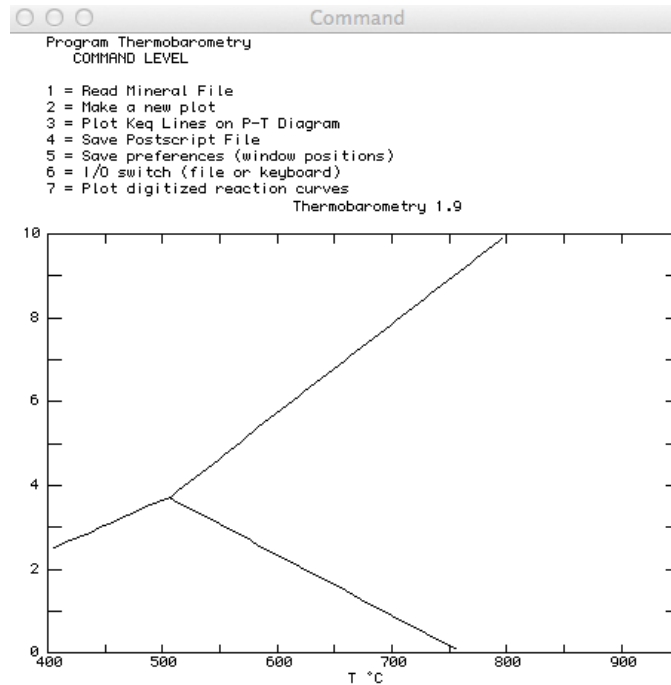 Command
Program Thermobarometry
COMMAND LEVEL
1 = Read Mineral File
2 = Make a new plot
3 = Plot Keq Lines on P-T Diagram
4 = Save Postscript File
5 = Save preferences (window positions)
6 = I/O switch (file or keyboard)
7 = Plot digitized reaction curves
Thermobarometry 1.9
10
8
6
4
2
0
400 500 600 700 800 900
T °C